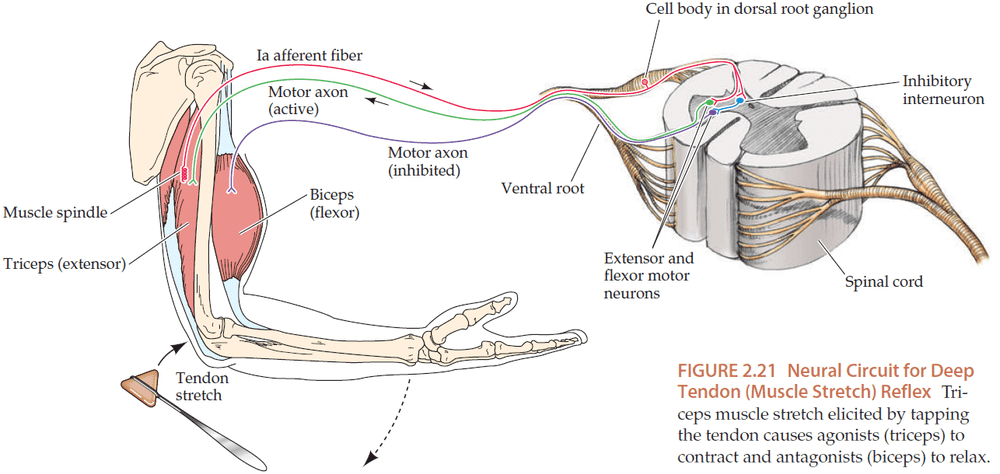 Cell body in dorsal root ganglion
Ia afferent fiber
Motor axon
(active)
Inhibitory
interneuron
Motor axon
(inhibited)
Ventral root
Biceps
(flexor)
Muscle spindle
Triceps (extensor)
Extensor and
flexor motor
neurons
Spinal cord
Tendon
stretch
FIGURE 2.21 Neural Circuit for Deep
Tendon (Muscle Stretch) Reflex Tri-
ceps muscle stretch elicited by tapping
the tendon causes agonists (triceps) to
contract and antagonists (biceps) to relax.